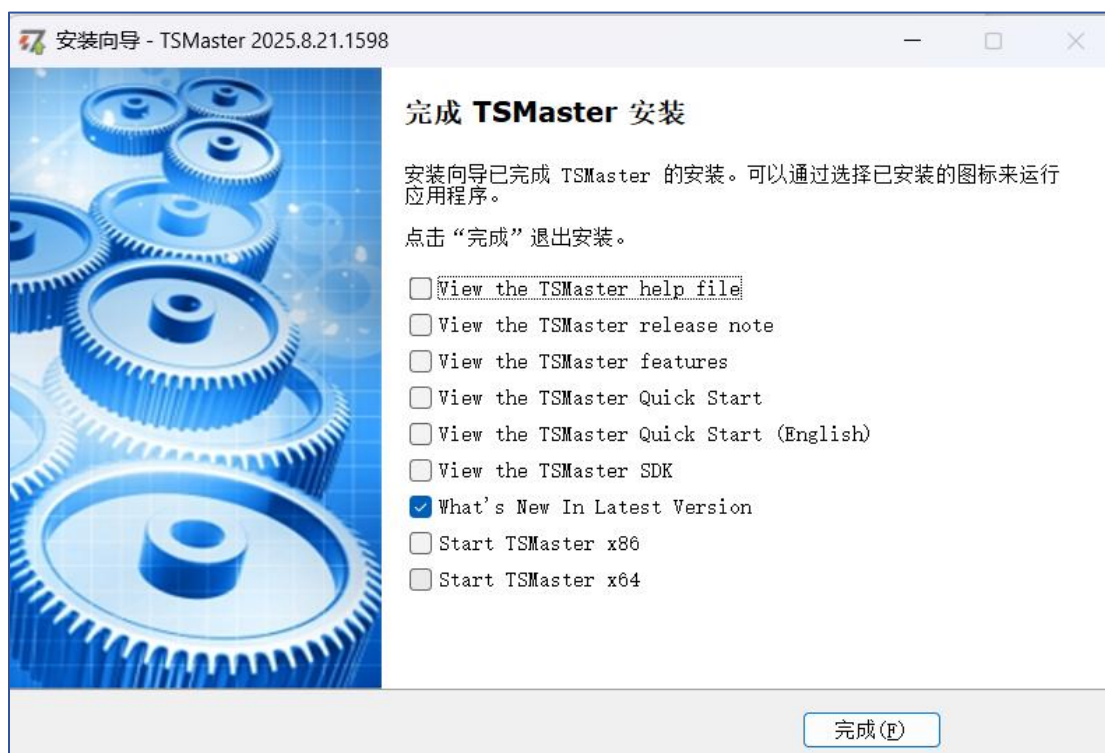 安装向导 - TSMaster 2025.8.21.1598
完成 TSMaster 安装
安装向导已完成 TSMaster 的安装。可以通过选择已安装的图标来运行
应用程序。
点击“完成”退出安装。
View the TSMaster help file
View the TSMaster release note
View the TSMaster features
View the TSMaster Quick Start
View the TSMaster Quick Start (English)
View the TSMaster SDK
What's New In Latest Version
Start TSMaster x86
Start TSMaster x64
完成(F)